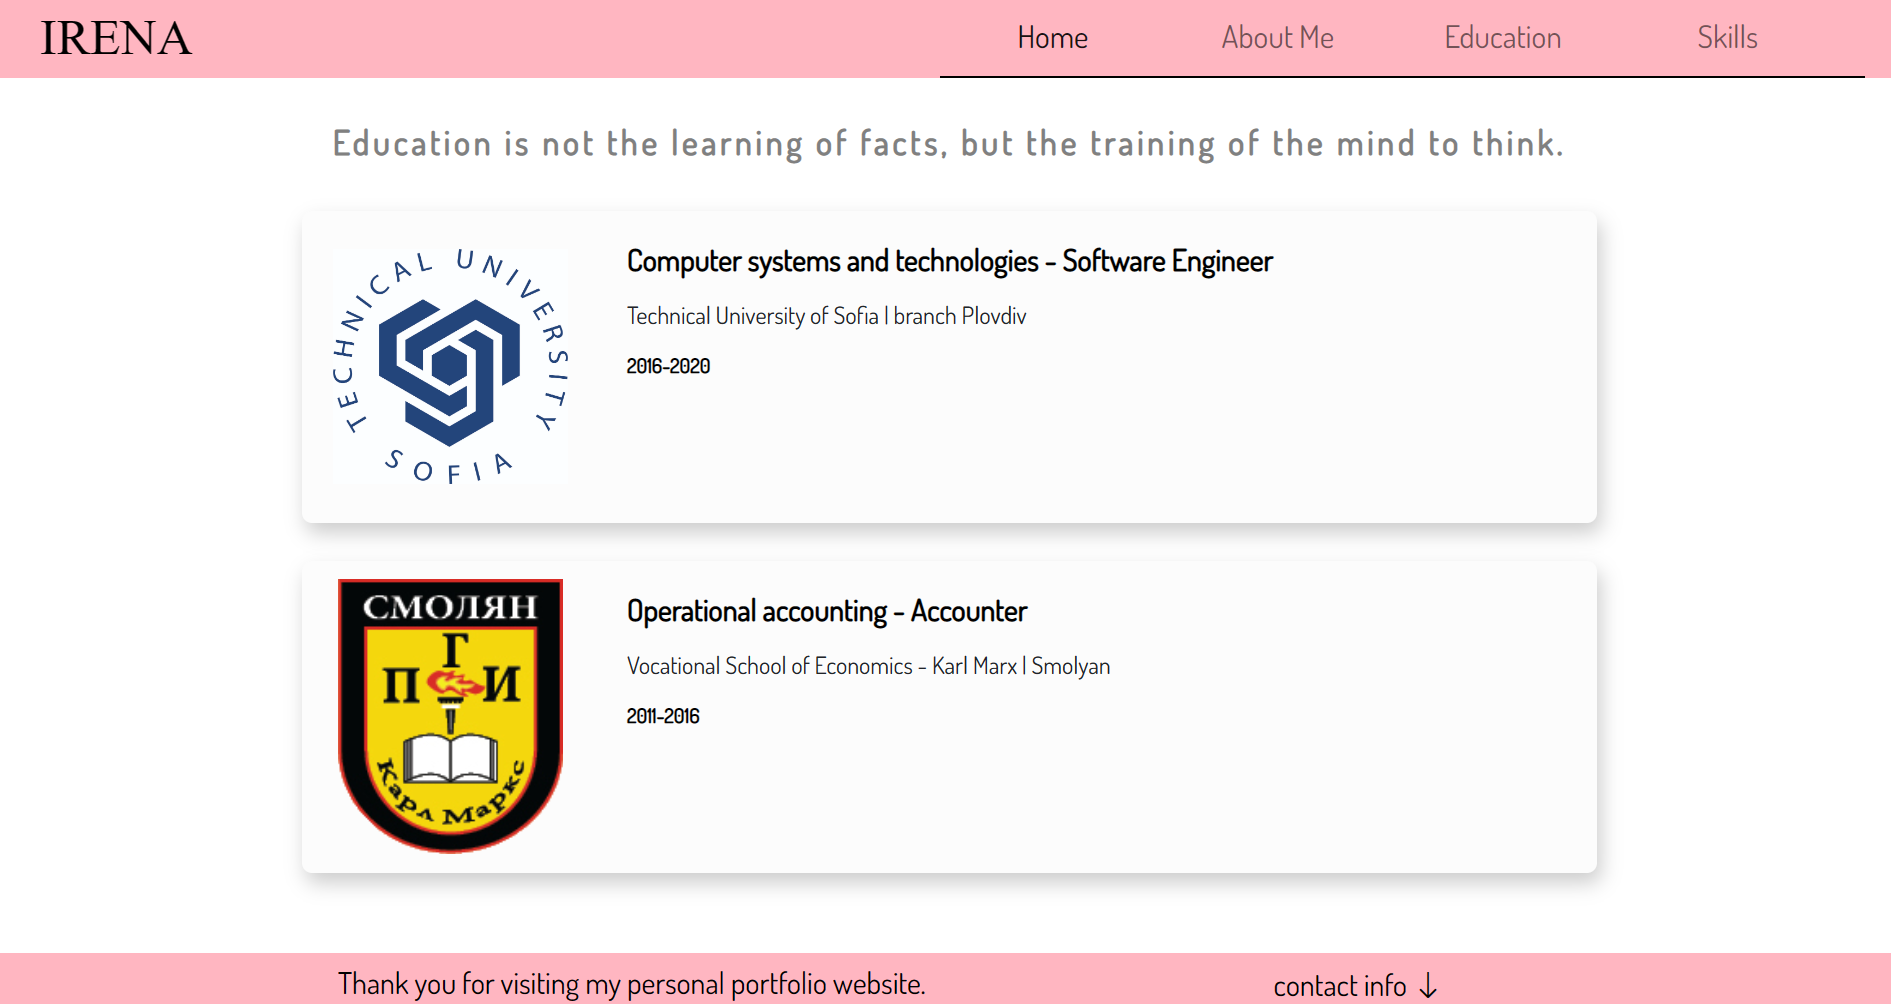 IRENA
Home About Me Education Skills
Education is not the learning of facts, but the training of the mind to think.
TECHNICAL UNIVERSITY
SOFIA
Computer systems and technologies - Software Engineer
Technical University of Sofia | branch Plovdiv
2016-2020
СМОЛЯН
Г
П И
Карл Маркс
Operational accounting - Accounter
Vocational School of Economics - Karl Marx | Smolyan
2011-2016
Thank you for visiting my personal portfolio website.
contact info ↓